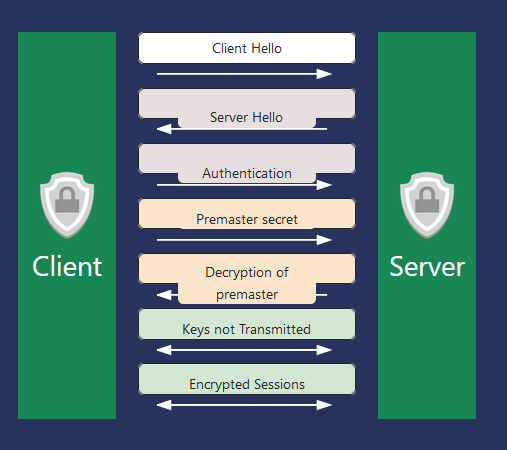 Client Hello
Server Hello
Authentication
Premaster secret
Decryption of
premaster
Client
Server
Keys not Transmitted
Encrypted Sessions